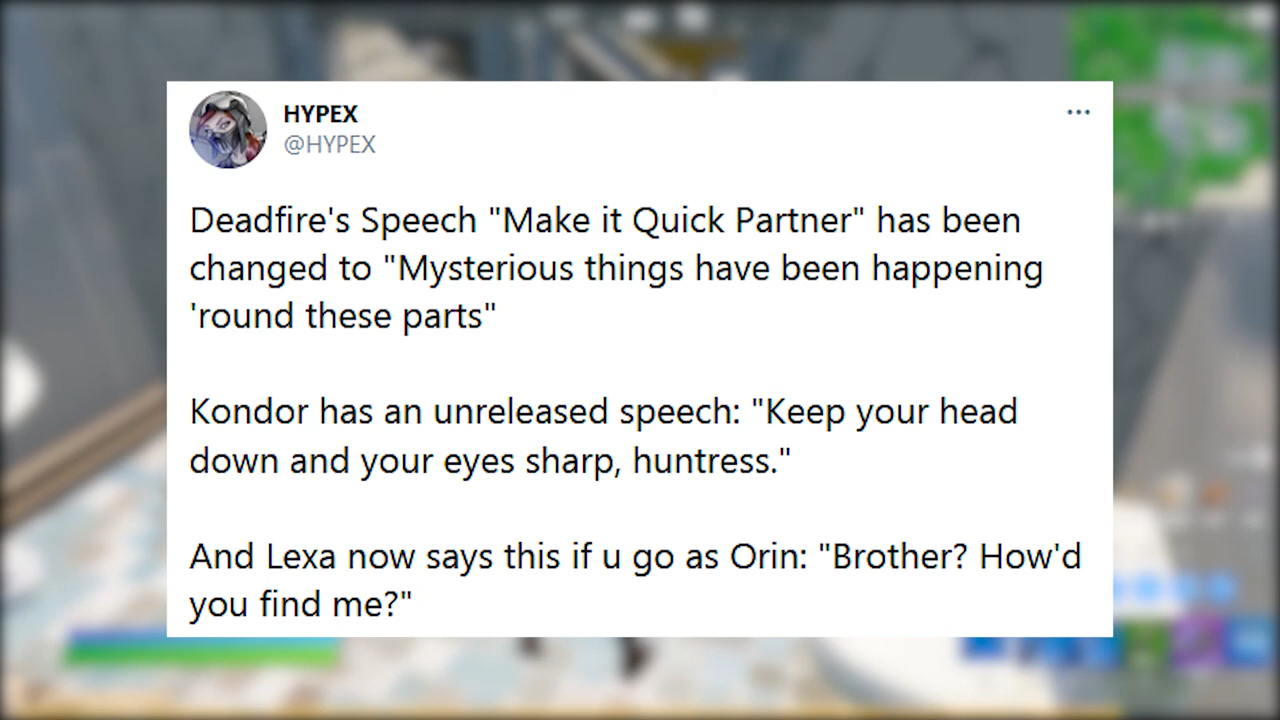 HYPEX
@HYPEX
Deadfire's Speech "Make it Quick Partner" has been
changed to "Mysterious things have been happening
'round these parts"
Kondor has an unreleased speech: "Keep your head
down and your eyes sharp, huntress."
And Lexa now says this if u go as Orin: "Brother? How'd
you find me?"